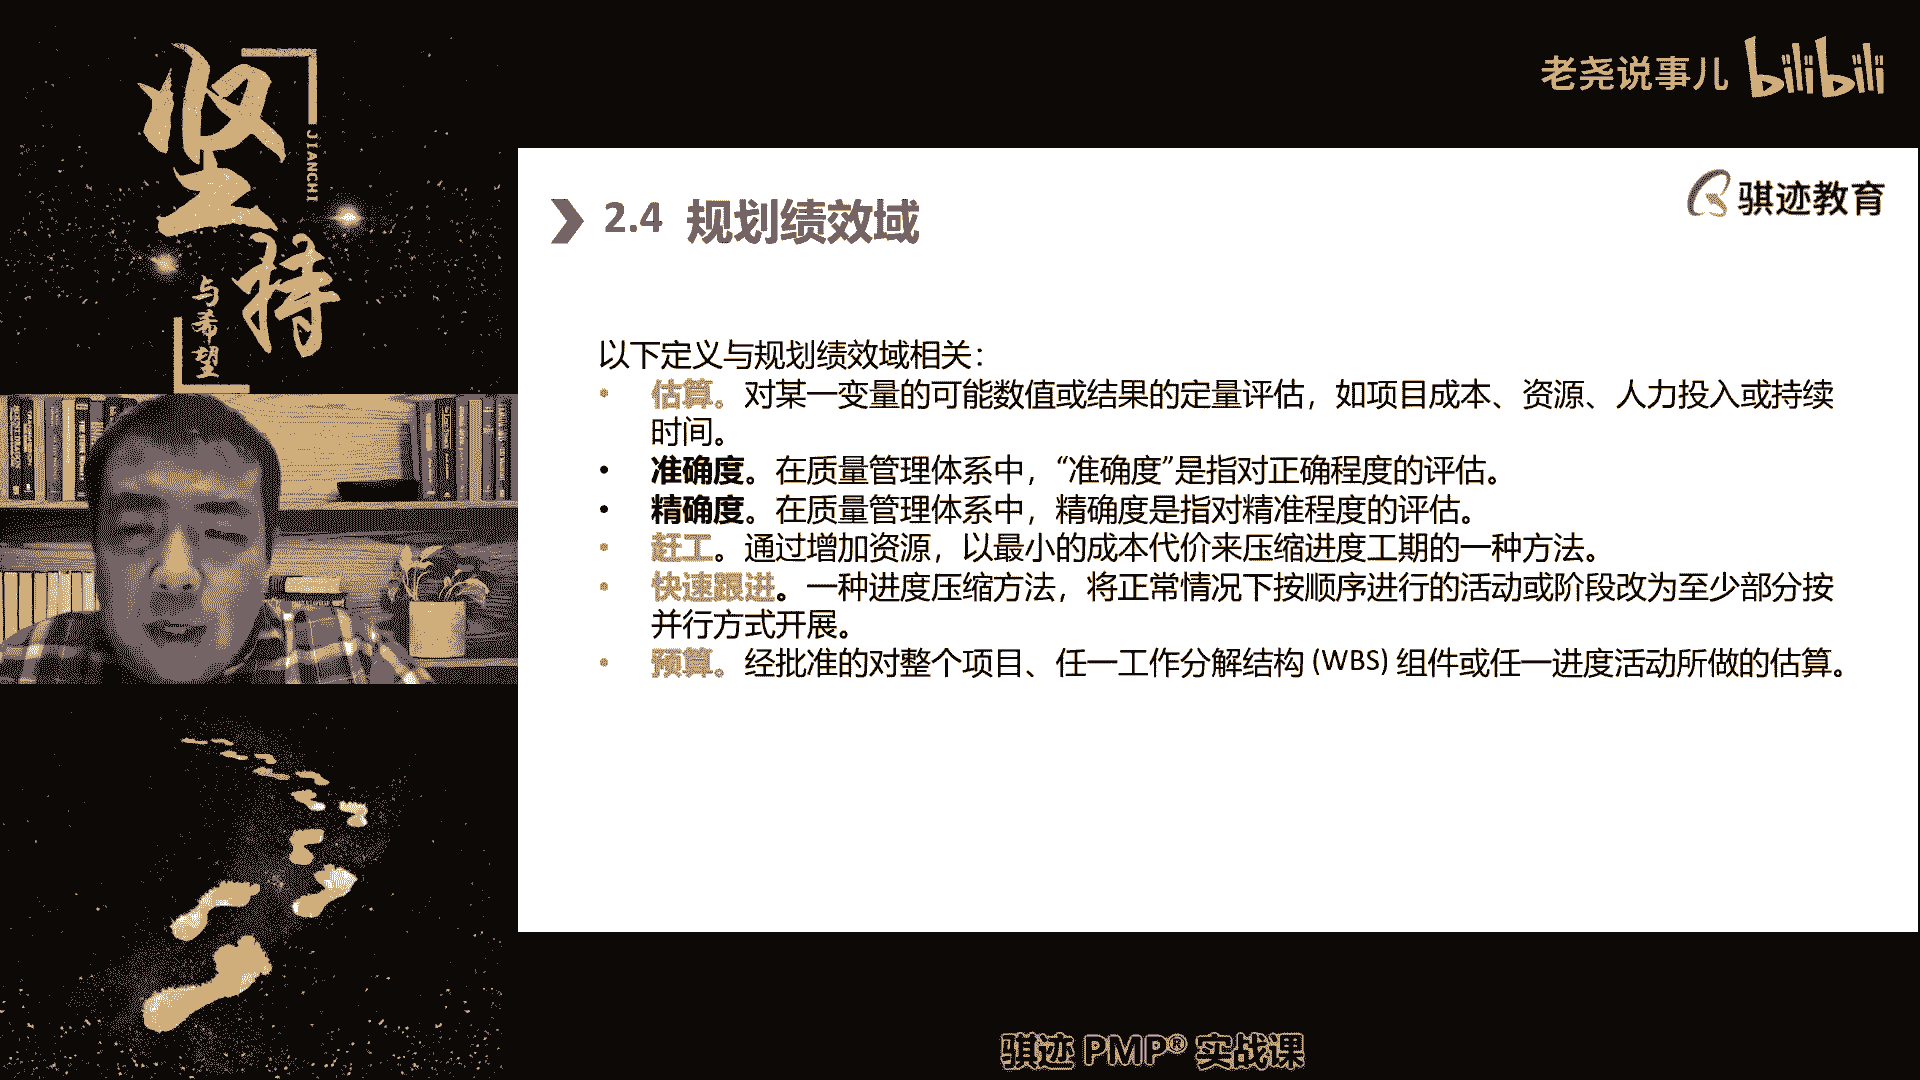 坚持
JIANCHI
与希望
老尧说事儿 bilibili
骐迹教育
2.4 规划绩效域
以下定义与规划绩效域相关：
• 估算。对某一变量的可能数值或结果的定量评估，如项目成本、资源、人力投入或持续
时间。
• 准确度。在质量管理体系中，“准确度”是指对正确程度的评估。
• 精确度。在质量管理体系中，精确度是指对精准程度的评估。
• 赶工。通过增加资源，以最小的成本代价来压缩进度工期的一种方法。
• 快速跟进。一种进度压缩方法，将正常情况下按顺序进行的活动或阶段改为至少部分按
并行方式开展。
• 预算。经批准的对整个项目、任一工作分解结构 (WBS) 组件或任一进度活动所做的估算。
骐迹 PMP® 实战课